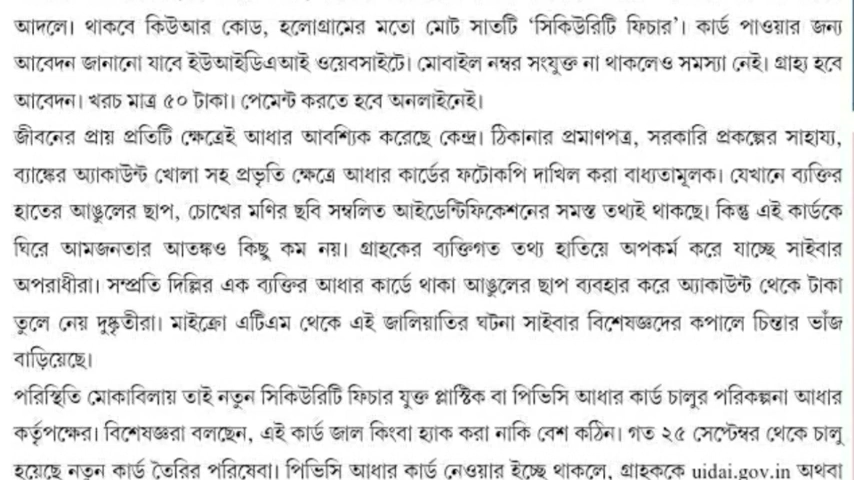 আদলে। থাকবে কিউআর কোড, হলোগ্রামের মতো মোট সাতটি ‘সিকিউরিটি ফিচার’। কার্ড পাওয়ার জন্য
আবেদন জানানো যাবে ইউআইডিএআই ওয়েবসাইটে। মোবাইল নম্বর সংযুক্ত না থাকলেও সমস্যা নেই। গ্রাহ্য হবে
আবেদন। খরচ মাত্র ৫০ টাকা। পেমেন্ট করতে হবে অনলাইনেই।
জীবনের প্রায় প্রতিটি ক্ষেত্রেই আধার আবশ্যিক করেছে কেন্দ্র। ঠিকানার প্রমাণপত্র, সরকারি প্রকল্পের সাহায্য,
ব্যাঙ্কের অ্যাকাউন্ট খোলা সহ প্রভৃতি ক্ষেত্রে আধার কার্ডের ফটোকপি দাখিল করা বাধ্যতামূলক। যেখানে ব্যক্তির
হাতের আঙুলের ছাপ, চোখের মণির ছবি সম্বলিত আইডেন্টিফিকেশনের সমস্ত তথ্যই থাকছে। কিন্তু এই কার্ডকে
ঘিরে আমজনতার আতঙ্কও কিছু কম নয়। গ্রাহকের ব্যক্তিগত তথ্য হাতিয়ে অপকর্ম করে যাচ্ছে সাইবার
অপরাধীরা। সম্প্রতি দিল্লির এক ব্যক্তির আধার কার্ডে থাকা আঙুলের ছাপ ব্যবহার করে অ্যাকাউন্ট থেকে টাকা
তুলে নেয় দুষ্কৃতীরা। মাইক্রো এটিএম থেকে এই জালিয়াতির ঘটনা সাইবার বিশেষজ্ঞদের কপালে চিন্তার ভাঁজ
বাড়িয়েছে।
পরিস্থিতি মোকাবিলায় তাই নতুন সিকিউরিটি ফিচার যুক্ত প্লাস্টিক বা পিভিসি আধার কার্ড চালুর পরিকল্পনা আধার
কর্তৃপক্ষের। বিশেষজ্ঞরা বলছেন, এই কার্ড জাল কিংবা হ্যাক করা নাকি বেশ কঠিন। গত ২৫ সেপ্টেম্বর থেকে চালু
হয়েছে নতুন কার্ড তৈরির পরিষেবা। পিভিসি আধার কার্ড নেওয়ার ইচ্ছে থাকলে, গ্রাহককে uidai.gov.in অথবা